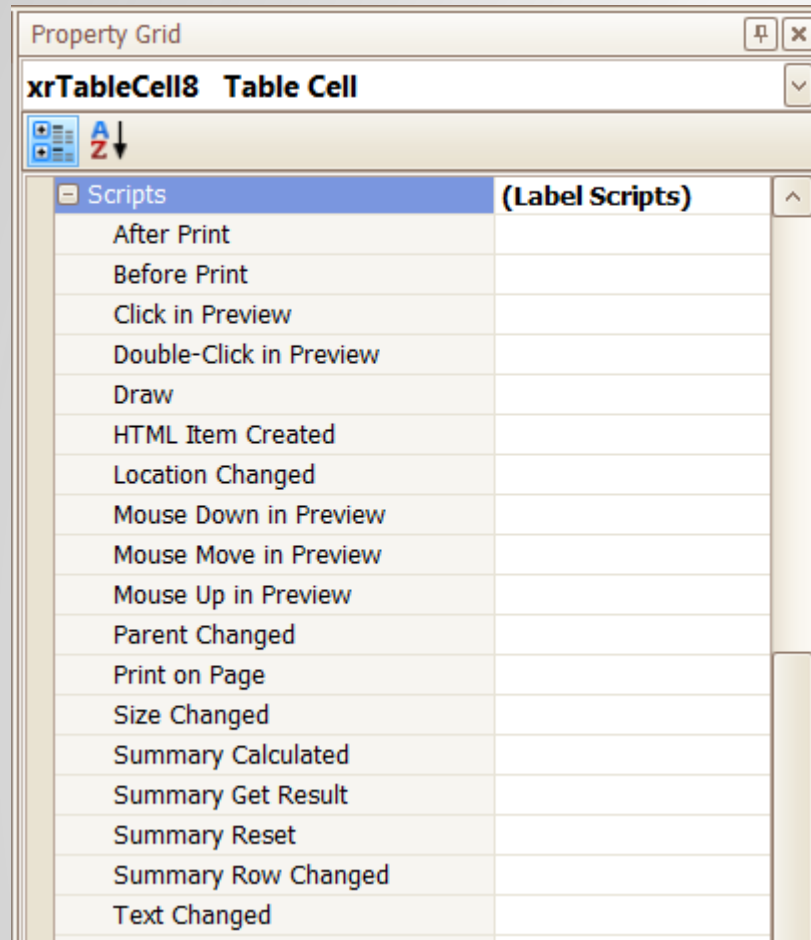 Property Grid
xrTableCell8 Table Cell
A
Z
Scripts (Label Scripts)
After Print
Before Print
Click in Preview
Double-Click in Preview
Draw
HTML Item Created
Location Changed
Mouse Down in Preview
Mouse Move in Preview
Mouse Up in Preview
Parent Changed
Print on Page
Size Changed
Summary Calculated
Summary Get Result
Summary Reset
Summary Row Changed
Text Changed